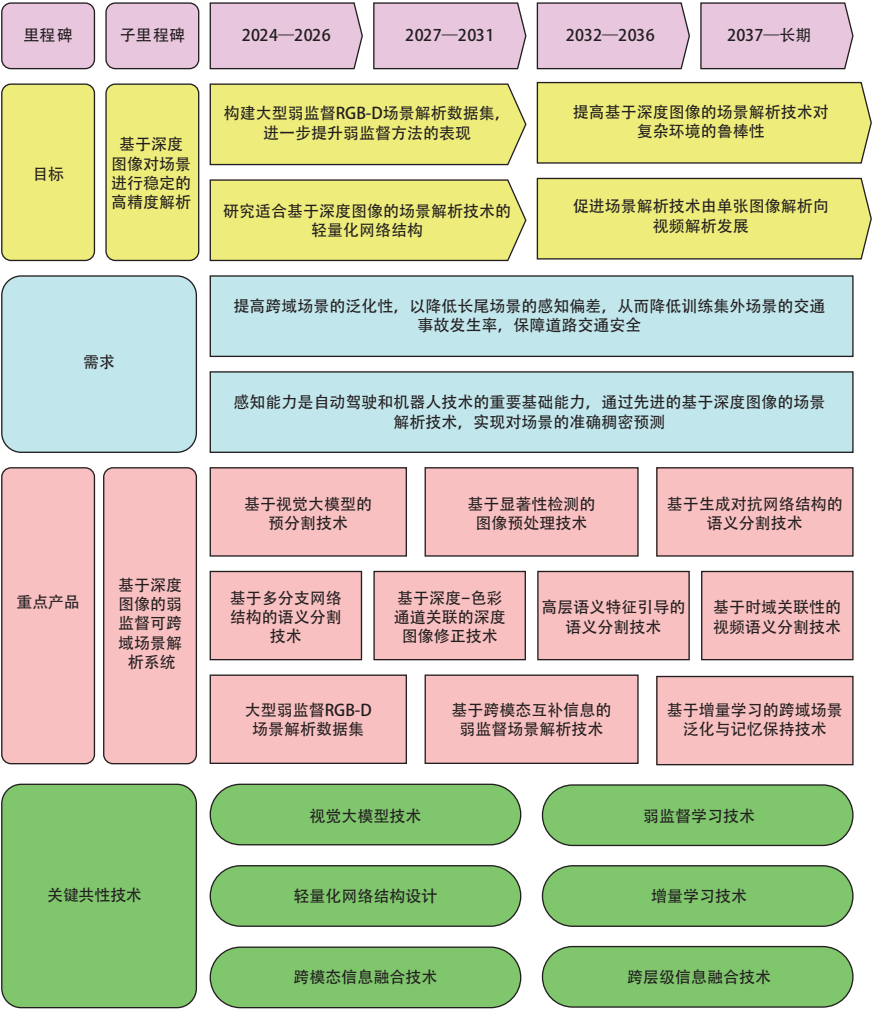 里程碑
子里程碑
2024—2026
2027—2031
2032—2036
2037—长期
目标
基于深度
图像对场景
进行稳定的
高精度解析
构建大型弱监督RGB-D场景解析数据集，
进一步提升弱监督方法的表现
提高基于深度图像的场景解析技术对
复杂环境的鲁棒性
研究适合基于深度图像的场景解析技术的
轻量化网络结构
促进场景解析技术由单张图像解析向
视频解析发展
需求
提高跨域场景的泛化性，以降低长尾场景的感知偏差，从而降低训练集外场景的交通
事故发生率，保障道路交通安全
感知能力是自动驾驶和机器人技术的重要基础能力，通过先进的基于深度图像的场景
解析技术，实现对场景的准确稠密预测
重点产品
基于深度
图像的弱
监督可跨
域场景解
析系统
基于视觉大模型的
预分割技术
基于显著性检测的
图像预处理技术
基于生成对抗网络结构的
语义分割技术
基于多分支网络
结构的语义分割
技术
基于深度–色彩
通道关联的深度
图像修正技术
高层语义特征引导的
语义分割技术
基于时域关联性的
视频语义分割技术
大型弱监督RGB-D
场景解析数据集
基于跨模态互补信息的
弱监督场景解析技术
基于增量学习的跨域场景
泛化与记忆保持技术
关键共性技术
视觉大模型技术
弱监督学习技术
轻量化网络结构设计
增量学习技术
跨模态信息融合技术
跨层级信息融合技术